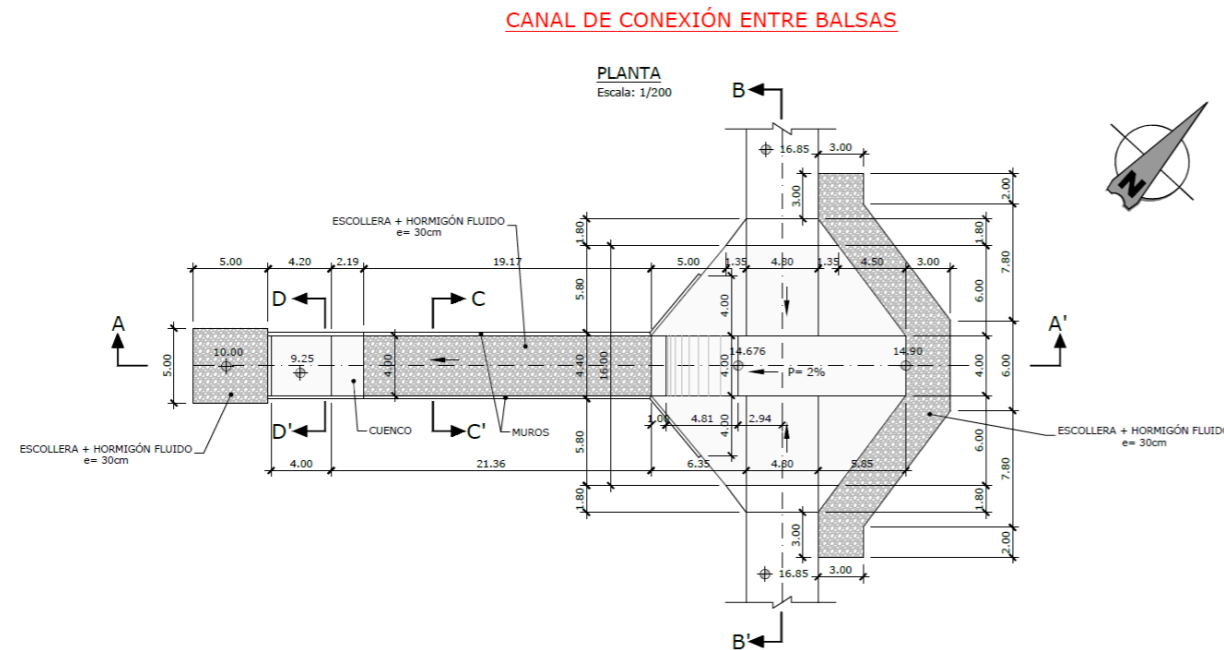 CANAL DE CONEXIÓN ENTRE BALSAS
PLANTA
Escala: 1/200
B
16.85
3.00
N
3.00
2.00
ESCOLLERA + HORMIGÓN FLUIDO
e= 30cm
1.80
1.80
7.80
5.00
4.20
2.19
19.17
5.00
1.35
4.80
1.35
4.50
3.00
D
C
5.80
4.00
6.00
A
A'
5.00
10.00
9.25
4.00
4.40
16.00
4.00
14.676
14.90
P= 2%
4.00
6.00
D'
CUENCO
C'
MUROS
1.00
4.81
2.94
4.00
ESCOLLERA + HORMIGÓN FLUIDO
e= 30cm
ESCOLLERA + HORMIGÓN FLUIDO
e= 30cm
4.00
21.36
5.80
6.35
4.80
5.85
6.00
7.80
1.80
1.80
3.00
2.00
16.85
3.00
B'